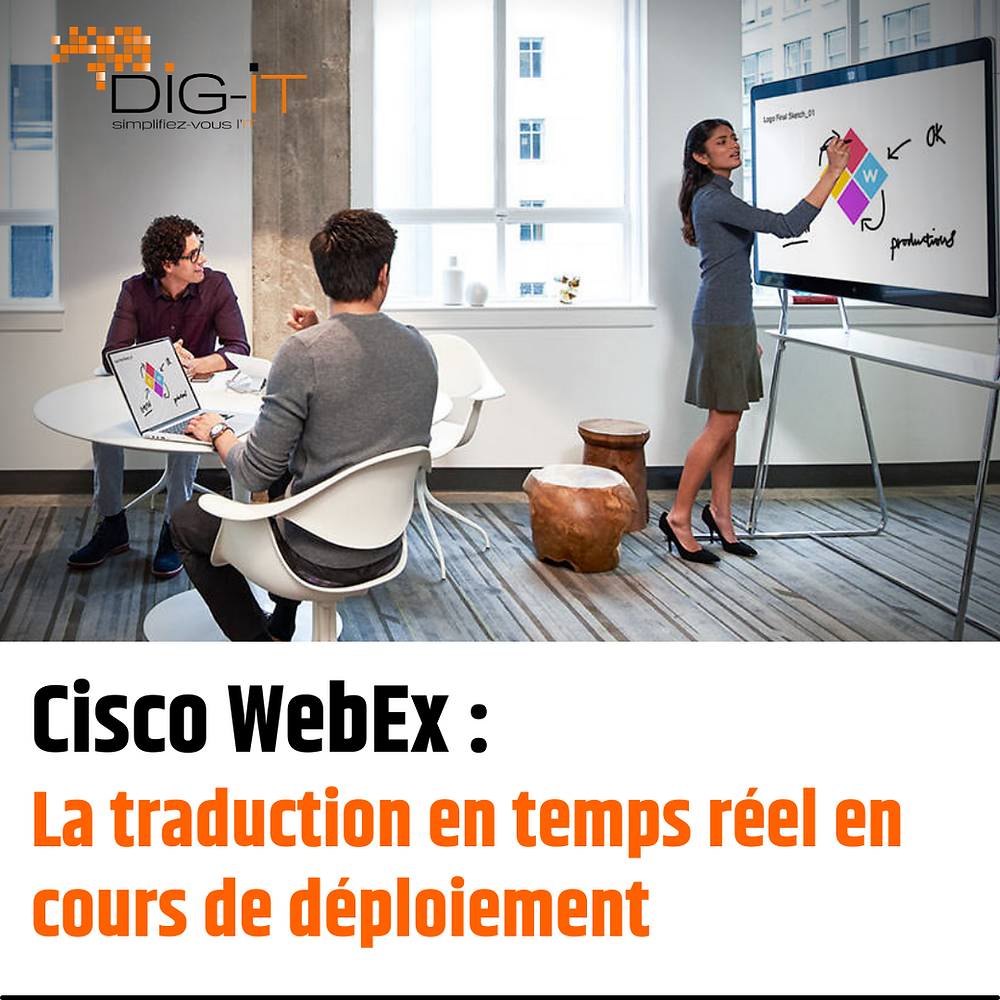 DIG-iT
simplifiez-vous l'IT
Logo Final Sketch_01
OK
W
productions
Cisco WebEx :
La traduction en temps réel en
cours de déploiement